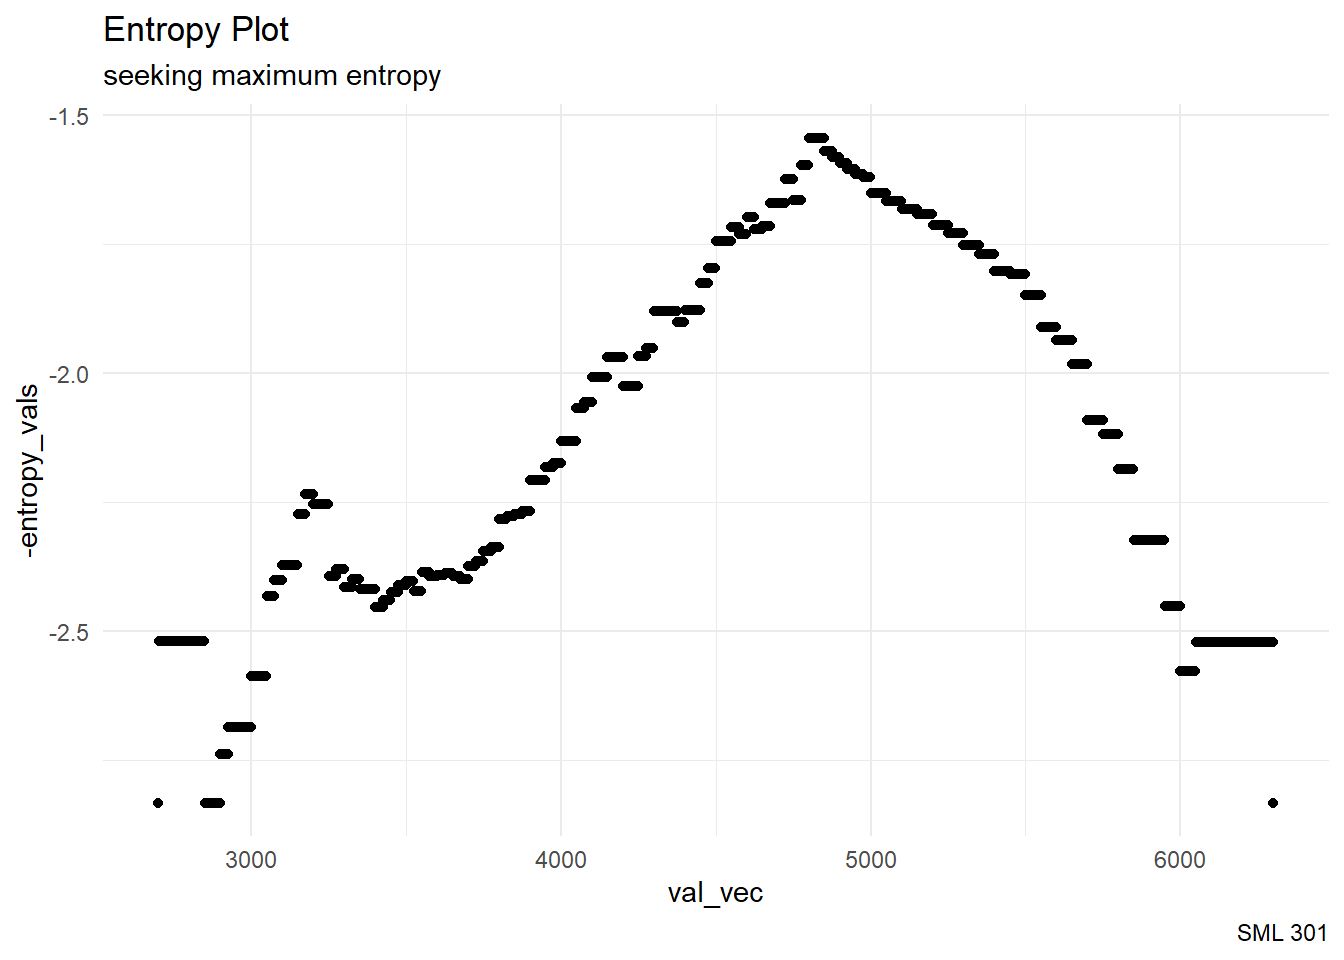 Entropy Plot
seeking maximum entropy
-1.5
-2.0
-2.5
-entropy_vals
3000 4000 5000 6000
val_vec
SML 301